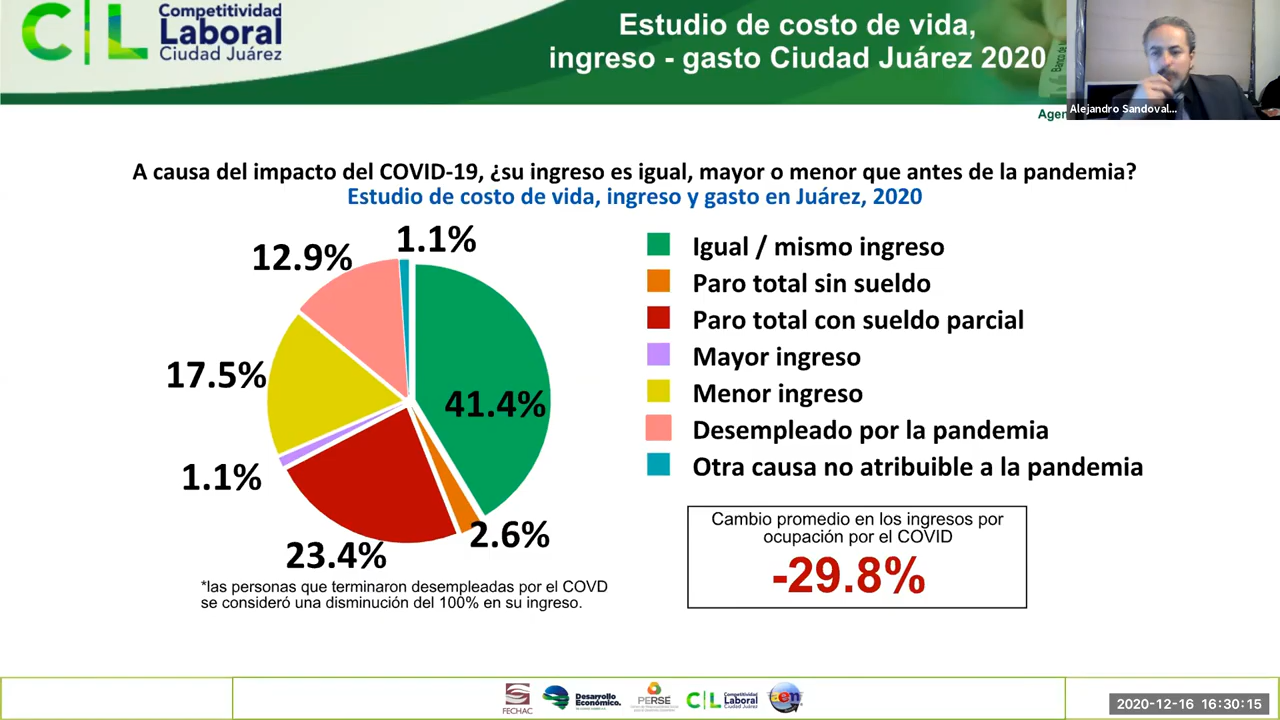 C|L Competitividad
Laboral
Ciudad Juárez
Estudio de costo de vida,
ingreso - gasto Ciudad Juárez 2020
Banco de
Agen
Alejandro Sandoval...
A causa del impacto del COVID-19, ¿su ingreso es igual, mayor o menor que antes de la pandemia?
Estudio de costo de vida, ingreso y gasto en Juárez, 2020
1.1%
12.9%
17.5%
41.4%
1.1%
2.6%
23.4%
Igual / mismo ingreso
Paro total sin sueldo
Paro total con sueldo parcial
Mayor ingreso
Menor ingreso
Desempleado por la pandemia
Otra causa no atribuible a la pandemia
Cambio promedio en los ingresos por
ocupación por el COVID
-29.8%
*las personas que terminaron desempleadas por el COVD
se consideró una disminución del 100% en su ingreso.
FECHAC
Desarrollo
Económico.
PERSÉ
C|L Competitividad
Laboral
Ciudad Juárez
2020-12-16 16:30:15